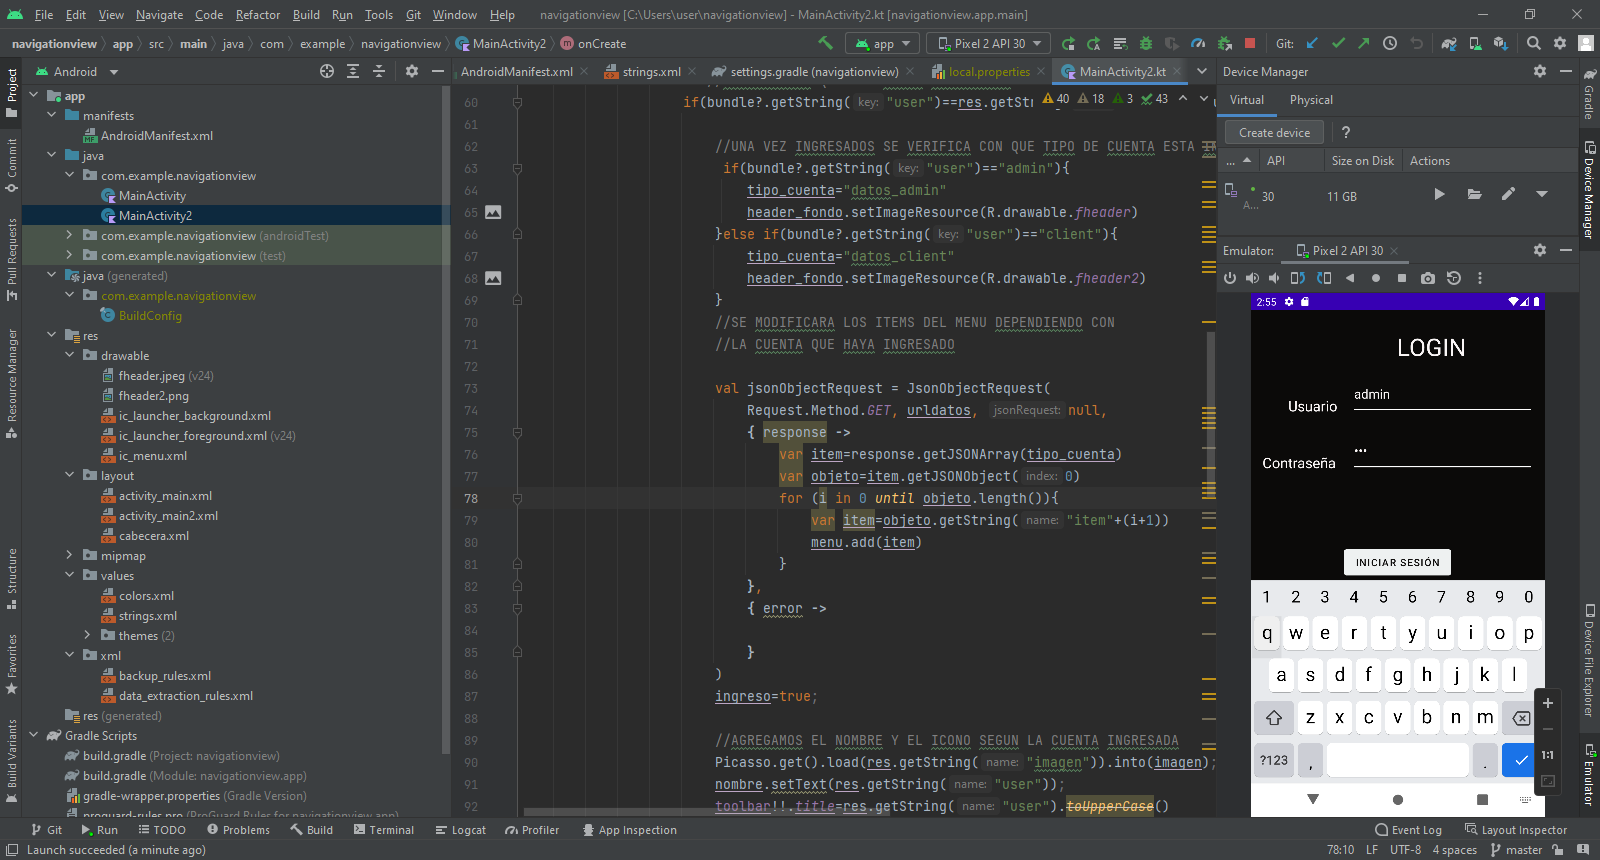 File Edit View Navigate Code Refactor Build Run Tools Git Window Help navigationview [C:\Users\user\navigationview] - MainActivity2.kt [navigationview.app.main]
navigationview app src main java com example navigationview MainActivity2 onCreate app Pixel 2 API 30 Git:
Project
Commit
Pull Requests
Resource Manager
Structure
Favorites
Build Variants
Android
app
manifests
AndroidManifest.xml
java
com.example.navigationview
MainActivity
MainActivity2
com.example.navigationview (androidTest)
com.example.navigationview (test)
java (generated)
com.example.navigationview
BuildConfig
res
drawable
fheader.jpeg (v24)
fheader2.png
ic_launcher_background.xml
ic_launcher_foreground.xml (v24)
ic_menu.xml
layout
activity_main.xml
activity_main2.xml
cabecera.xml
mipmap
values
colors.xml
strings.xml
themes (2)
xml
backup_rules.xml
data_extraction_rules.xml
res (generated)
Gradle Scripts
build.gradle (Project: navigationview)
build.gradle (Module: navigationview.app)
gradle-wrapper.properties (Gradle Version)
proguard-rules.pro (ProGuard Rules for navigationview.app)
AndroidManifest.xml strings.xml settings.gradle (navigationview) local.properties MainActivity2.kt
40 18 3 43
60 if(bundle?.getString( key: "user")==res.getStr
61
62 //UNA VEZ INGRESADOS SE VERIFICA CON QUE TIPO DE CUENTA ESTA
63 if(bundle?.getString( key: "user")=="admin"){
64 tipo_cuenta="datos_admin"
65 header_fondo.setImageResource(R.drawable.fheader)
66 }else if(bundle?.getString( key: "user")=="client"){
67 tipo_cuenta="datos_client"
68 header_fondo.setImageResource(R.drawable.fheader2)
69 }
70 //SE MODIFICARA LOS ITEMS DEL MENU DEPENDIENDO CON
71 //LA CUENTA QUE HAYA INGRESADO
72
73 val jsonObjectRequest = JsonObjectRequest(
74 Request.Method.GET, urldatos, jsonRequest: null,
75 { response ->
76 var item=response.getJSONArray(tipo_cuenta)
77 var objeto=item.getJSONObject( index: 0)
78 for (i in 0 until objeto.length()){
79 var item=objeto.getString( name: "item"+(i+1))
80 menu.add(item)
81 }
82 },
83 { error ->
84
85 }
86 )
87 ingreso=true;
88
89 //AGREGAMOS EL NOMBRE Y EL ICONO SEGUN LA CUENTA INGRESADA
90 Picasso.get().load(res.getString( name: "imagen")).into(imagen);
91 nombre.setText(res.getString( name: "user"));
92 toolbar!!.title=res.getString( name: "user").toUpperCase()
Device Manager
Virtual Physical
Create device ?
... API Size on Disk Actions
A... 30 11 GB
Emulator: Pixel 2 API 30
2:55
LOGIN
Usuario admin
Contraseña •••
INICIAR SESIÓN
1 2 3 4 5 6 7 8 9 0
q w e r t y u i o p
a s d f g h j k l
z x c v b n m
?123 , .
1:1
Gradle
Device Manager
Device File Explorer
Emulator
Git Run TODO Problems Build Terminal Logcat Profiler App Inspection Event Log Layout Inspector
Launch succeeded (a minute ago) 78:10 LF UTF-8 4 spaces master